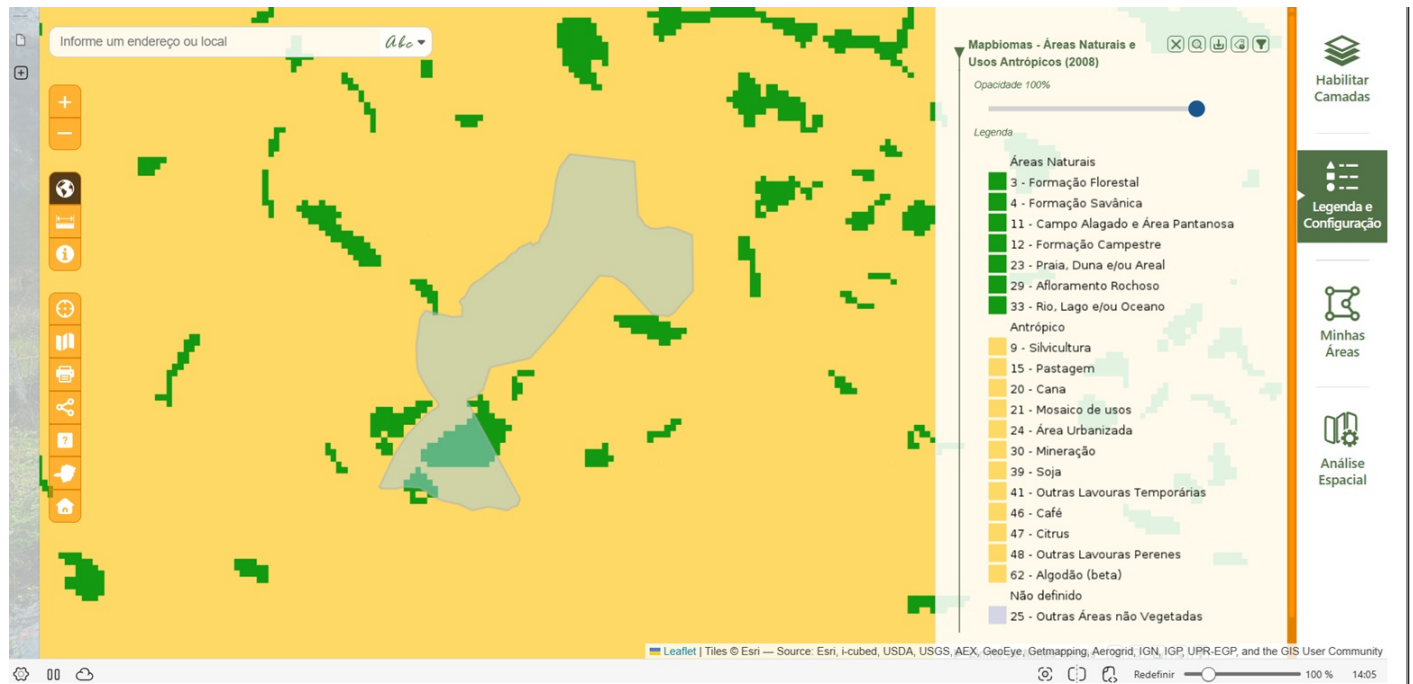 Informe um endereço ou local
Abc
Mapbiomas - Áreas Naturais e
Usos Antrópicos (2008)
Opacidade 100%
Legenda
Áreas Naturais
3 - Formação Florestal
4 - Formação Savânica
11 - Campo Alagado e Área Pantanosa
12 - Formação Campestre
23 - Praia, Duna e/ou Areal
29 - Afloramento Rochoso
33 - Rio, Lago e/ou Oceano
Antrópico
9 - Silvicultura
15 - Pastagem
20 - Cana
21 - Mosaico de usos
24 - Área Urbanizada
30 - Mineração
39 - Soja
41 - Outras Lavouras Temporárias
46 - Café
47 - Citrus
48 - Outras Lavouras Perenes
62 - Algodão (beta)
Não definido
25 - Outras Áreas não Vegetadas
Habilitar
Camadas
Legenda e
Configuração
Minhas
Áreas
Análise
Espacial
Leaflet | Tiles © Esri — Source: Esri, i-cubed, USDA, USGS, AEX, GeoEye, Getmapping, Aerogrid, IGN, IGP, UPR-EGP, and the GIS User Community
Redefinir
100 %
14:05